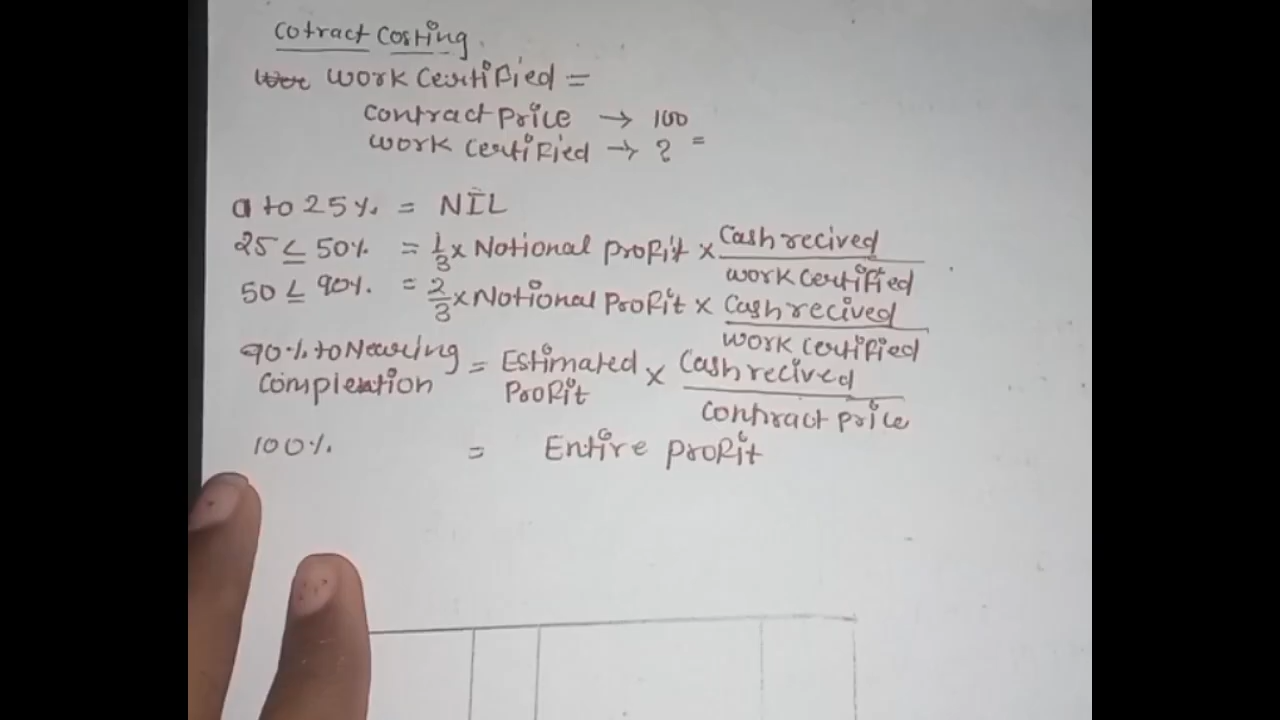 Cotract Costing.
Work Certified =
Contract Price → 100
Work Certified → ? =
0 to 25% = NIL
25 ≤ 50% = 1/3 x Notional Profit x Cash recived / Work Certified
50 ≤ 90% = 2/3 x Notional Profit x Cash recived / Work Certified
90% to Nearing Completion = Estimated Profit x Cash recived / Contract Price
100% = Entire Profit